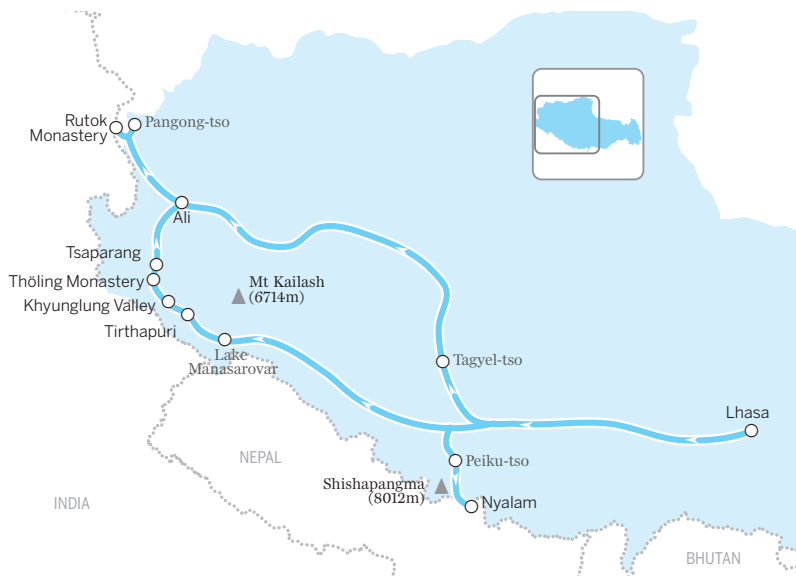 Rutok
Monastery
Pangong-tso
Ali
Tsaparang
Thöling Monastery
Khyunglung Valley
Tirthapuri
Mt Kailash
(6714m)
Lake
Manasarovar
Tagyel-tso
Lhasa
Peiku-tso
Shishapangma
(8012m)
Nyalam
NEPAL
INDIA
BHUTAN